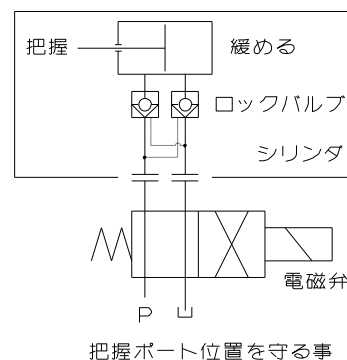 把握
緩める
ロックバルブ
シリンダ
電磁弁
P
把握ポート位置を守る事